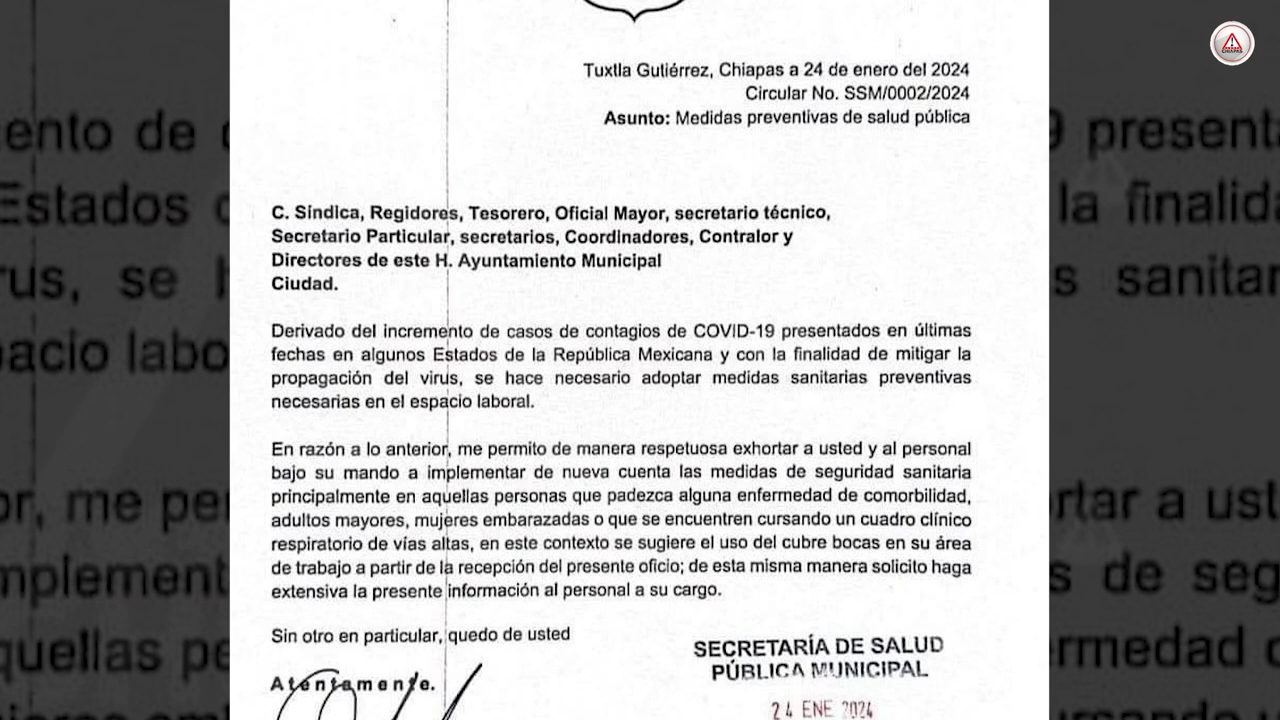 Tuxtla Gutiérrez, Chiapas a 24 de enero del 2024
Circular No. SSM/0002/2024
Asunto: Medidas preventivas de salud pública
C. Síndica, Regidores, Tesorero, Oficial Mayor, secretario técnico,
Secretario Particular, secretarios, Coordinadores, Contralor y
Directores de este H. Ayuntamiento Municipal
Ciudad.
Derivado del incremento de casos de contagios de COVID-19 presentados en últimas
fechas en algunos Estados de la República Mexicana y con la finalidad de mitigar la
propagación del virus, se hace necesario adoptar medidas sanitarias preventivas
necesarias en el espacio laboral.
En razón a lo anterior, me permito de manera respetuosa exhortar a usted y al personal
bajo su mando a implementar de nueva cuenta las medidas de seguridad sanitaria
principalmente en aquellas personas que padezca alguna enfermedad de comorbilidad,
adultos mayores, mujeres embarazadas o que se encuentren cursando un cuadro clínico
respiratorio de vías altas, en este contexto se sugiere el uso del cubre bocas en su área
de trabajo a partir de la recepción del presente oficio; de esta misma manera solicito haga
extensiva la presente información al personal a su cargo.
Sin otro en particular, quedo de usted
Atentamente.
SECRETARÍA DE SALUD
PÚBLICA MUNICIPAL
24 ENE 2024
CHIAPAS